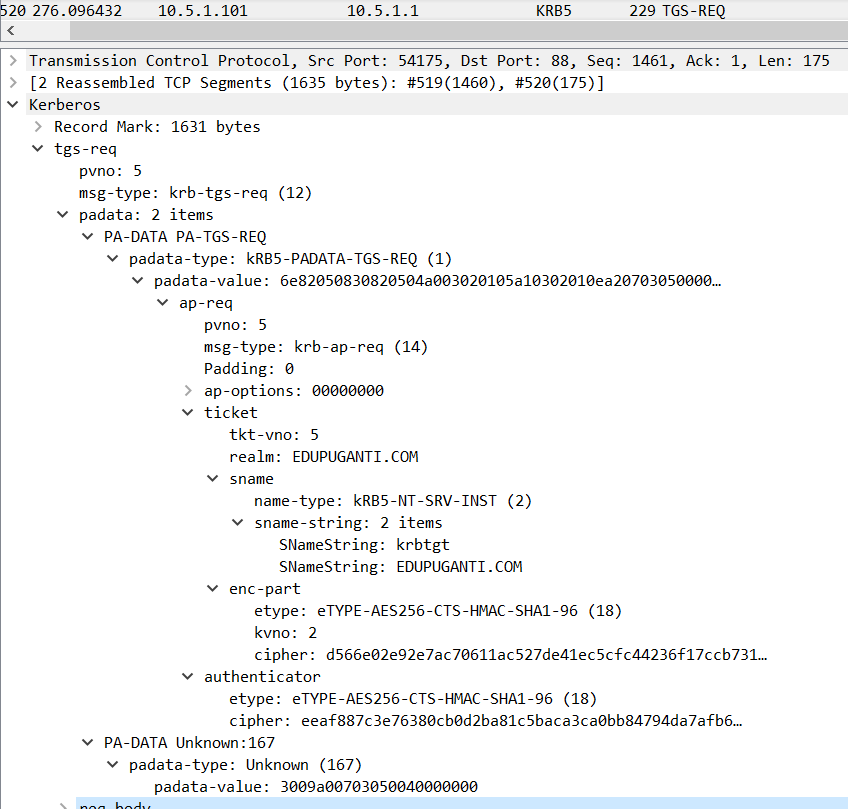 520 276.096432 10.5.1.101 10.5.1.1 KRB5 229 TGS-REQ
Transmission Control Protocol, Src Port: 54175, Dst Port: 88, Seq: 1461, Ack: 1, Len: 175
[2 Reassembled TCP Segments (1635 bytes): #519(1460), #520(175)]
Kerberos
Record Mark: 1631 bytes
tgs-req
pvno: 5
msg-type: krb-tgs-req (12)
padata: 2 items
PA-DATA PA-TGS-REQ
padata-type: kRB5-PADATA-TGS-REQ (1)
padata-value: 6e82050830820504a003020105a10302010ea20703050000…
ap-req
pvno: 5
msg-type: krb-ap-req (14)
Padding: 0
ap-options: 00000000
ticket
tkt-vno: 5
realm: EDUPUGANTI.COM
sname
name-type: kRB5-NT-SRV-INST (2)
sname-string: 2 items
SNameString: krbtgt
SNameString: EDUPUGANTI.COM
enc-part
etype: eTYPE-AES256-CTS-HMAC-SHA1-96 (18)
kvno: 2
cipher: d566e02e92e7ac70611ac527de41ec5cfc44236f17ccb731…
authenticator
etype: eTYPE-AES256-CTS-HMAC-SHA1-96 (18)
cipher: eeaf887c3e76380cb0d2ba81c5baca3ca0bb84794da7afb6…
PA-DATA Unknown:167
padata-type: Unknown (167)
padata-value: 3009a00703050040000000
req-body